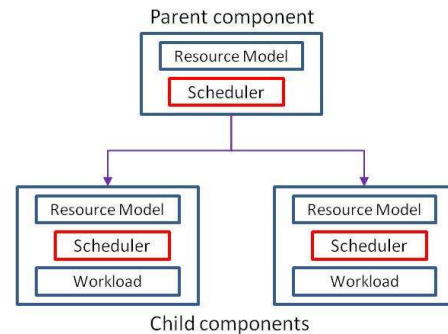 Parent component
Resource Model
Scheduler
Resource Model
Scheduler
Workload
Resource Model
Scheduler
Workload
Child components